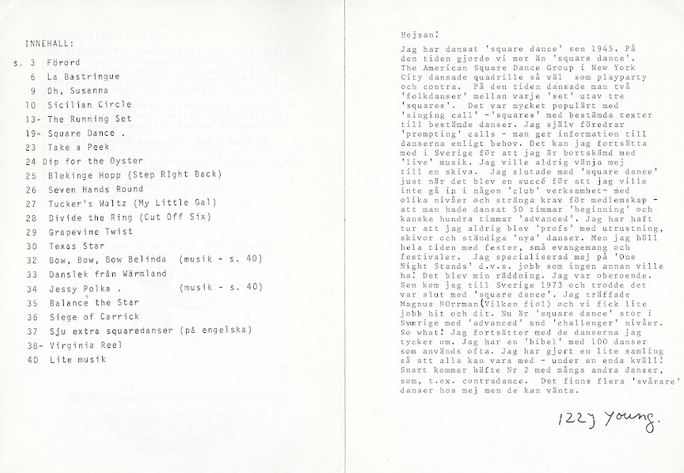 INNEHALL:
s. 3 Förord
6 La Bastringue
9 Oh, Susanna
10 Sicilian Circle
13- The Running Set
19- Square Dance .
23 Take a Peek
24 Dip for the Oyster
25 Blekinge Hopp (Step RIght Back)
26 Seven Hands Round
27 Tucker's Waltz (My Little Gal)
28 Divide the Ring (Cut Off Six)
29 Grapevine Twist
30 Texas Star
32 Bow, Bow, Bow Belinda (musik - s. 40)
33 Danslek från Wärmland
34 Jessy Polka . (musik - s. 40)
35 Balance the Star
36 Siege of Carrick
37 Sju extra squaredanser (på engelska)
38- Virginia Reel
40 Lite musik
Hejsan!
Jag har dansat 'square dance' sen 1945. På
den tiden gjorde vi mer än 'square dance'.
The American Square Dance Group i New York
City dansade quadrille så väl som playparty
och contra. På den tiden dansade man två
'folkdanser' mellan varje 'set' utav tre
'squares'. Det var mycket populärt med
'singing call' -'squares' med bestämda texter
till bestämde danser. Jag själv föredrar
'prompting' calls - man ger information till
danserna enligt behov. Det kan jag fortsätta
med i Sverige för att jag är bortskämd med
'live' musik. Jag ville aldrig vänja mej
till en skiva. Jag slutade med 'square dance'
just när det blev en succé för att jag ville
inte gå in i någon 'club' verksamhet- med
olika nivåer och stränga krav för medlemskap -
att man hade dansat 50 timmar 'beginning' och
kanske hundra timmar 'advanced'. Jag har haft
tur att jag aldrig blev 'profs' med utrustning,
skivor och ständiga 'nya' danser. Men jag höll
hela tiden med fester, små evangemang och
festivaler. Jag specialiserad mej på 'One
Night Stands' d.v.s. jobb som ingen annan ville
ha! Det blev min räddning. Jag var oberoende.
Sen kom jag till Sverige 1973 och trodde det
var slut med 'square dance'. Jag träffade
Magnus Norrman(Vilken fiol) och vi fick lite
jobb hit och dit. Nu är 'square dance' stor i
Swerige med 'advanced' and 'challenger' nivåer.
So what! Jag fortsätter med de danserna jag
tycker om. Jag har en 'bibel' med 100 danser
som används ofta. Jag har gjort en lite samling
så att alla kan vara med - under en enda kväll!
Snart kommer häfte Nr 2 med många andra danser,
som, t.ex. contradance. Det finns flera 'svårare'
danser hos mej men de kan vänta.
Izzy Young.